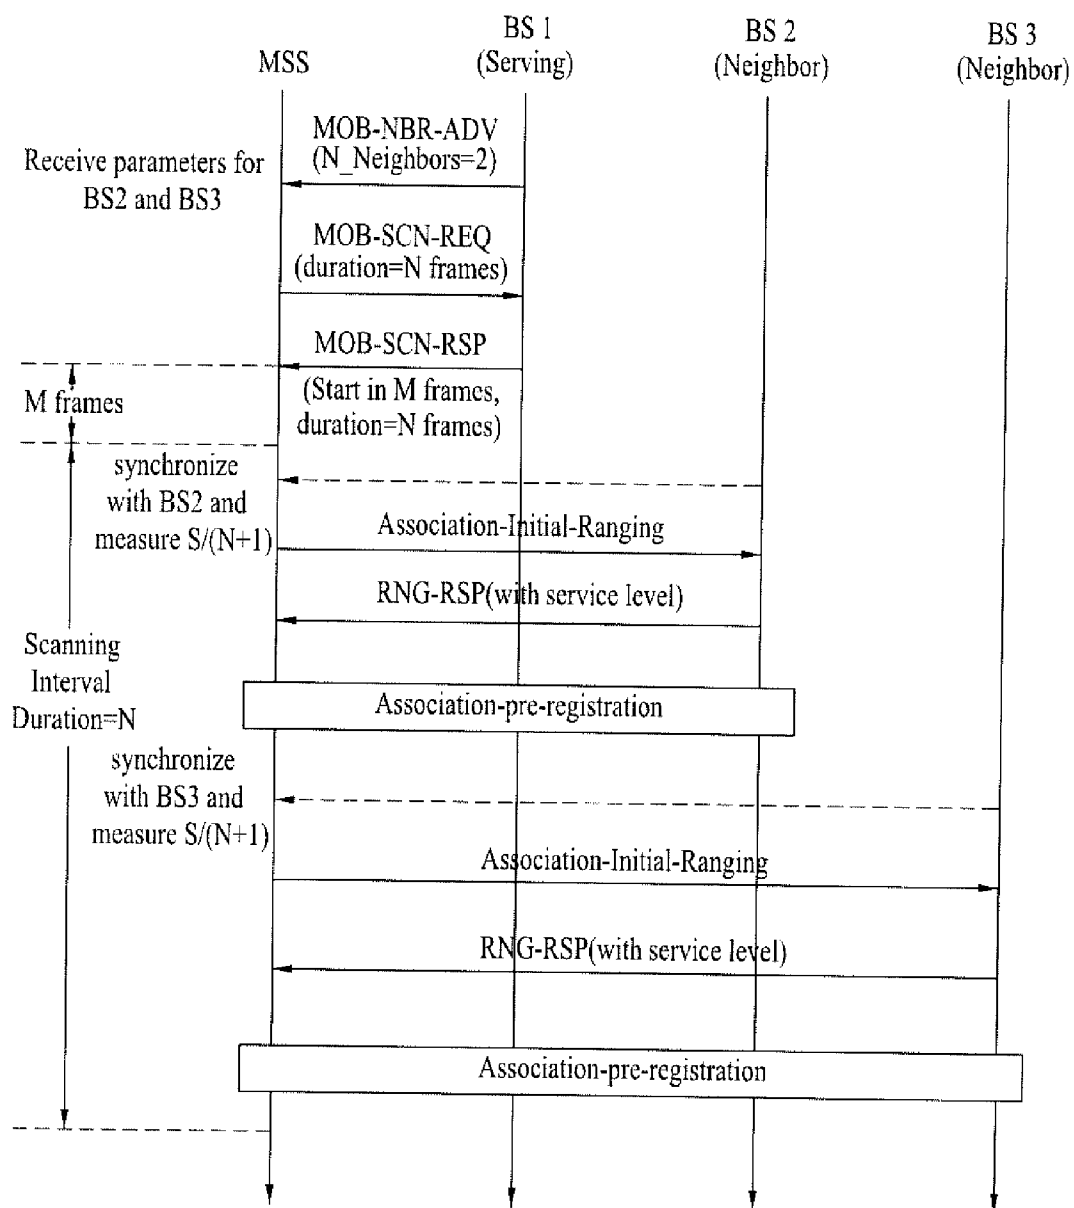 MSS
BS 1
(Serving)
BS 2
(Neighbor)
BS 3
(Neighbor)
MOB-NBR-ADV
(N_Neighbors=2)
Receive parameters for
BS2 and BS3
MOB-SCN-REQ
(duration=N frames)
MOB-SCN-RSP
(Start in M frames,
duration=N frames)
M frames
synchronize
with BS2 and
measure S/(N+1)
Association-Initial-Ranging
RNG-RSP(with service level)
Scanning
Interval
Duration=N
Association-pre-registration
synchronize
with BS3 and
measure S/(N+1)
Association-Initial-Ranging
RNG-RSP(with service level)
Association-pre-registration